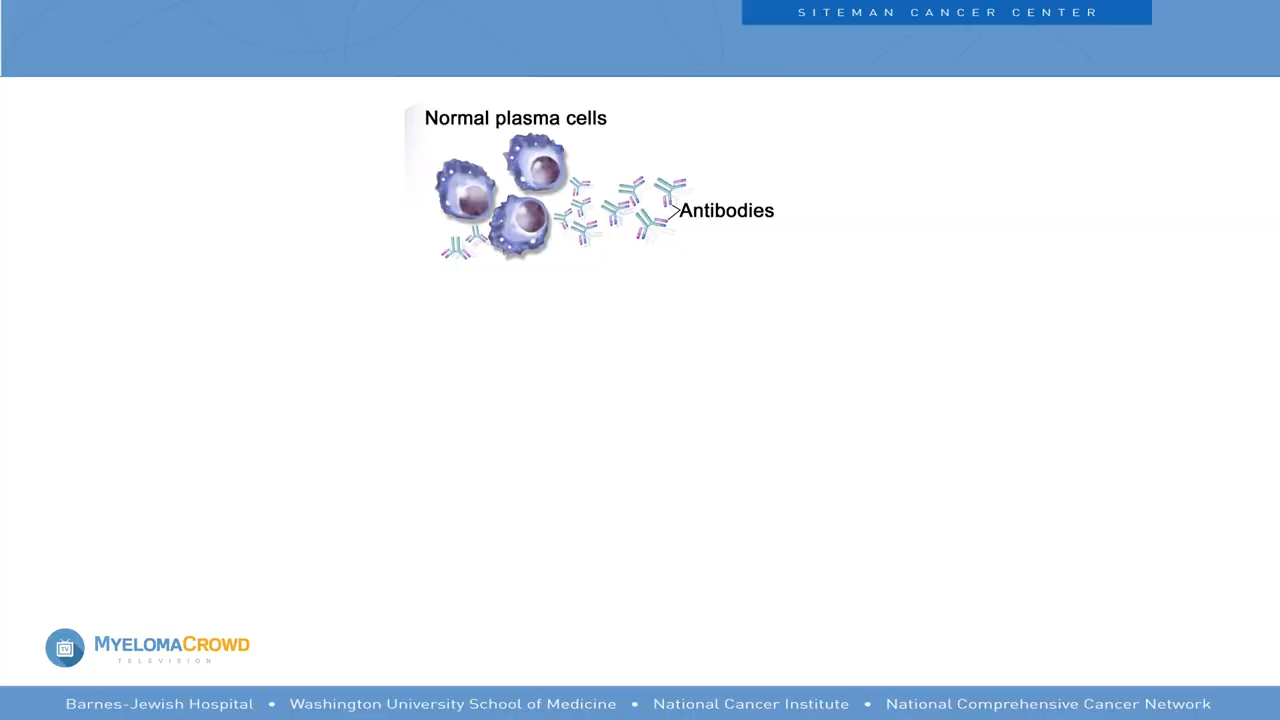 SITEMAN CANCER CENTER
Normal plasma cells
Antibodies
TV
MYELOMACROWD
TELEVISION
Barnes-Jewish Hospital • Washington University School of Medicine • National Cancer Institute • National Comprehensive Cancer Network